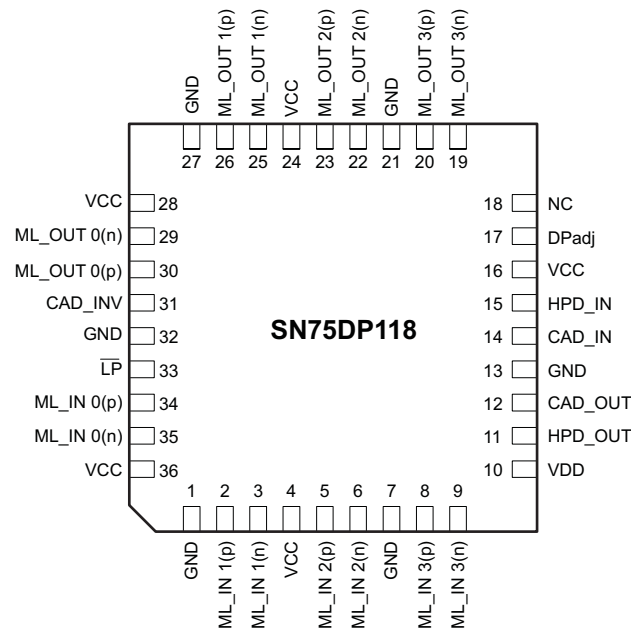 GND
ML_OUT 1(p)
ML_OUT 1(n)
VCC
ML_OUT 2(p)
ML_OUT 2(n)
GND
ML_OUT 3(p)
ML_OUT 3(n)
27 26 25 24 23 22 21 20 19
VCC 28
ML_OUT 0(n) 29
ML_OUT 0(p) 30
CAD_INV 31
GND 32
L̅P̅ 33
ML_IN 0(p) 34
ML_IN 0(n) 35
VCC 36
SN75DP118
18 NC
17 DPadj
16 VCC
15 HPD_IN
14 CAD_IN
13 GND
12 CAD_OUT
11 HPD_OUT
10 VDD
1 2 3 4 5 6 7 8 9
GND
ML_IN 1(p)
ML_IN 1(n)
VCC
ML_IN 2(p)
ML_IN 2(n)
GND
ML_IN 3(p)
ML_IN 3(n)